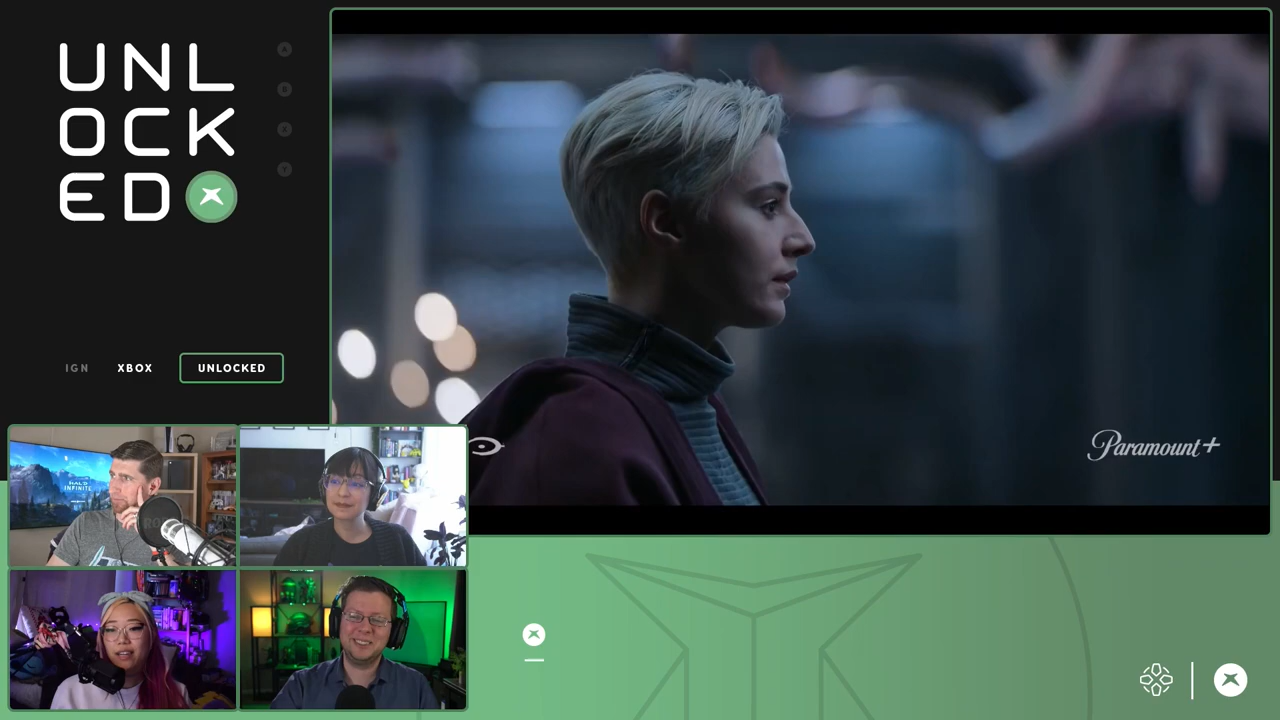 UNL
OCK
ED
A
B
X
Y
IGN XBOX UNLOCKED
Paramount+
HALO
INFINITE